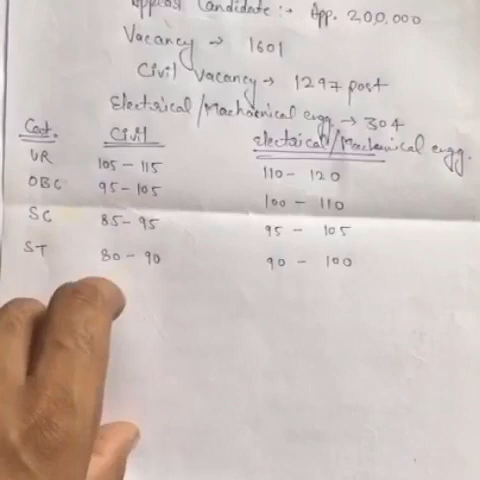 Applied Candidate :- App. 200,000
Vacancy → 1601
Civil Vacancy → 1297 post
Electrical/Machaenical engg. → 304
Cat. Civil Electrical/Mechanical engg.
UR 105-115 110-120
OBC 95-105 100-110
SC 85-95 95-105
ST 80-90 90-100